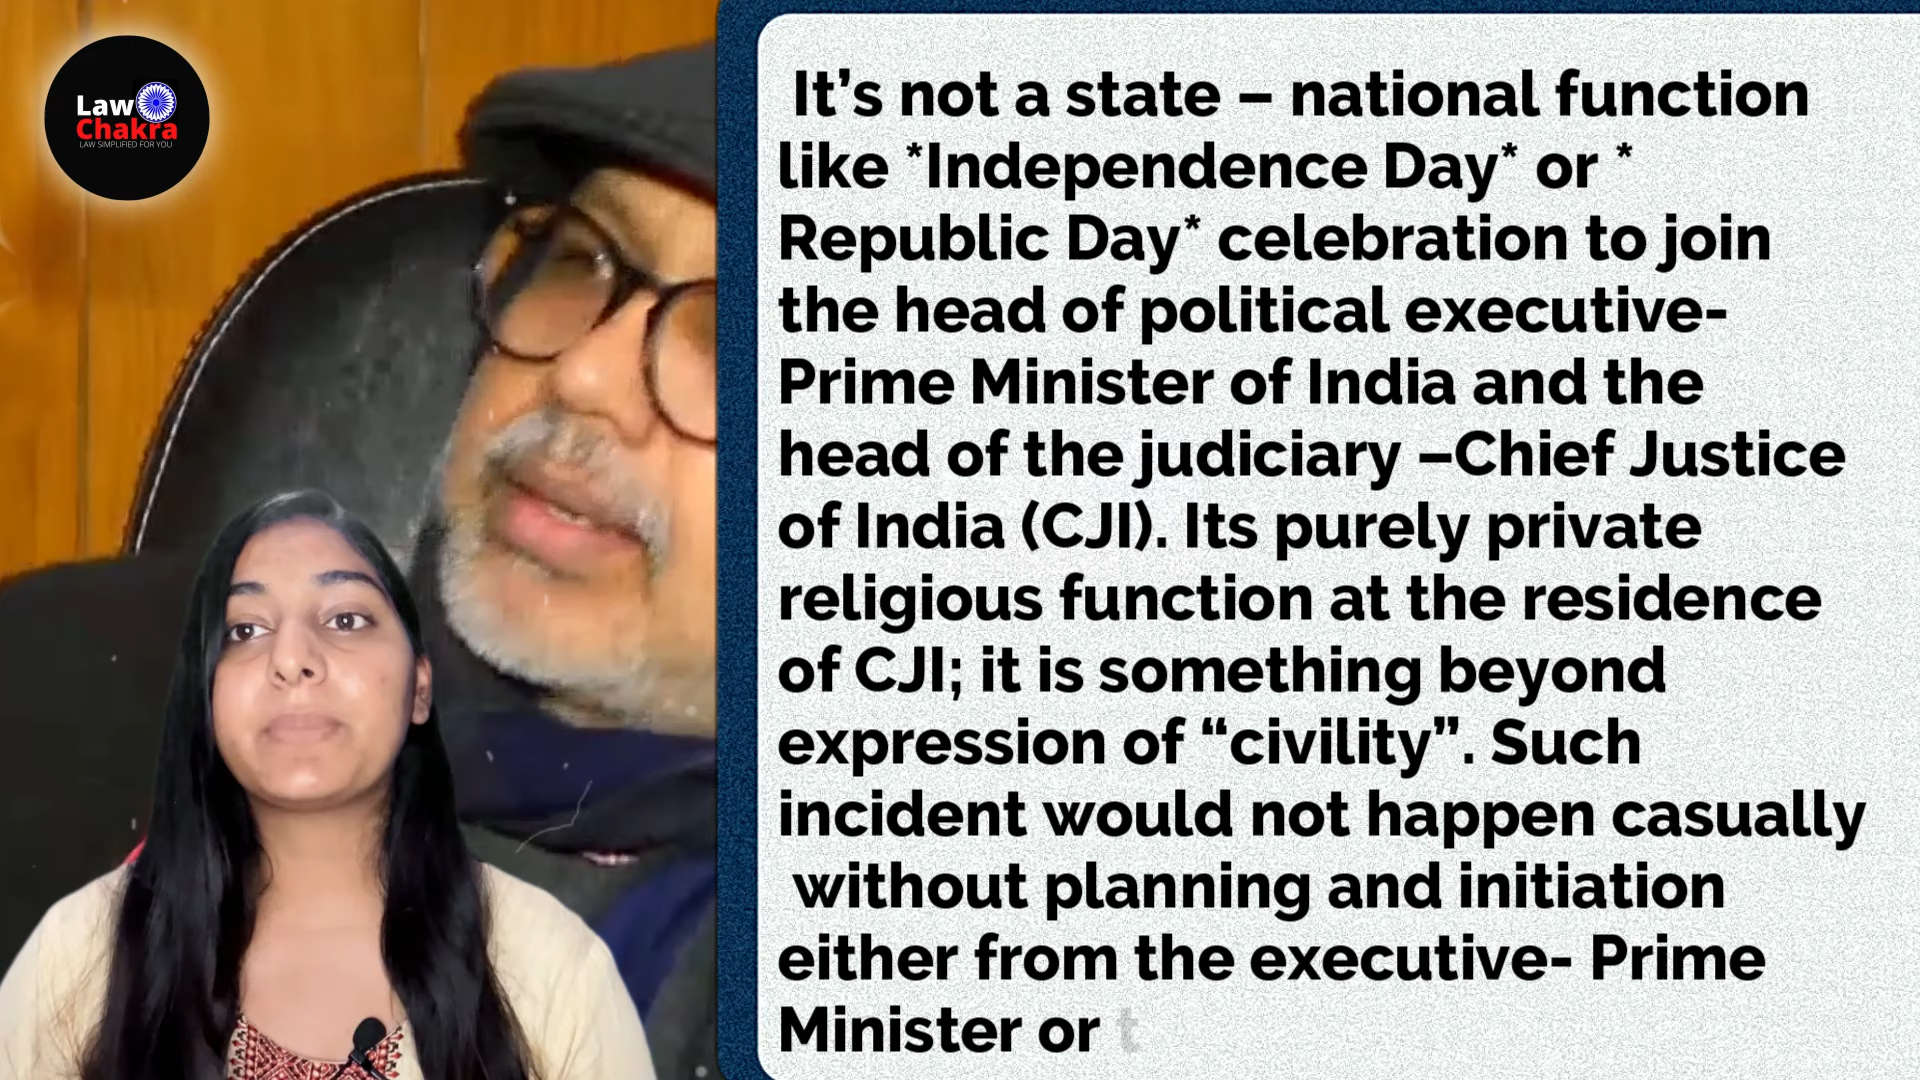 Law
Chakra
LAW SIMPLIFIED FOR YOU
It’s not a state – national function
like *Independence Day* or *
Republic Day* celebration to join
the head of political executive-
Prime Minister of India and the
head of the judiciary –Chief Justice
of India (CJI). Its purely private
religious function at the residence
of CJI; it is something beyond
expression of “civility”. Such
incident would not happen casually
without planning and initiation
either from the executive- Prime
Minister or t